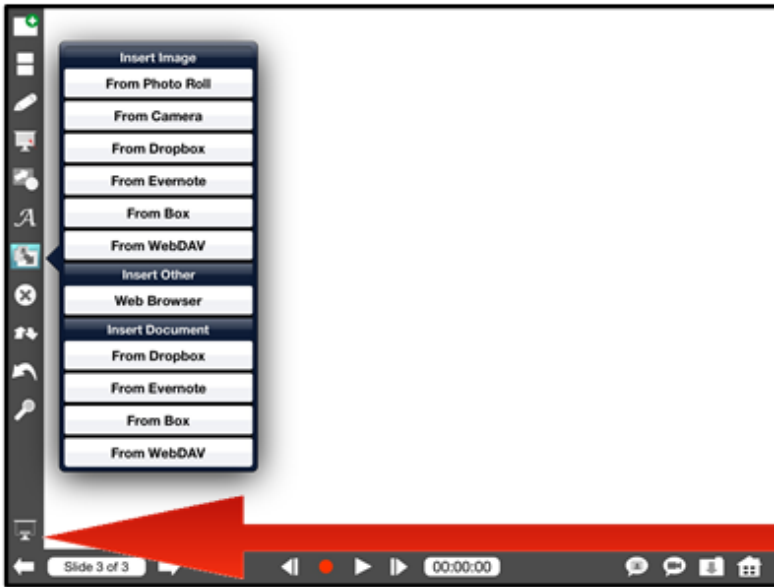 Insert Image
From Photo Roll
From Camera
From Dropbox
From Evernote
From Box
From WebDAV
Insert Other
Web Browser
Insert Document
From Dropbox
From Evernote
From Box
From WebDAV
Slide 3 of 3
00:00:00